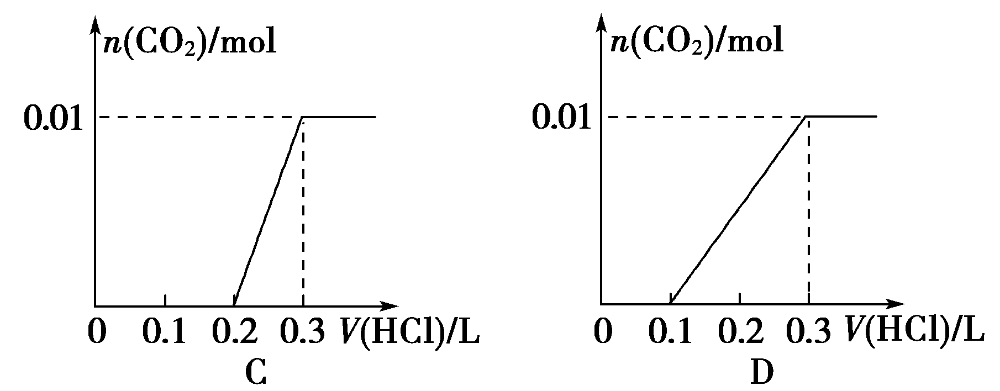 n(CO₂)/mol
0.01
0 0.1 0.2 0.3 V(HCl)/L
C
n(CO₂)/mol
0.01
0 0.1 0.2 0.3 V(HCl)/L
D